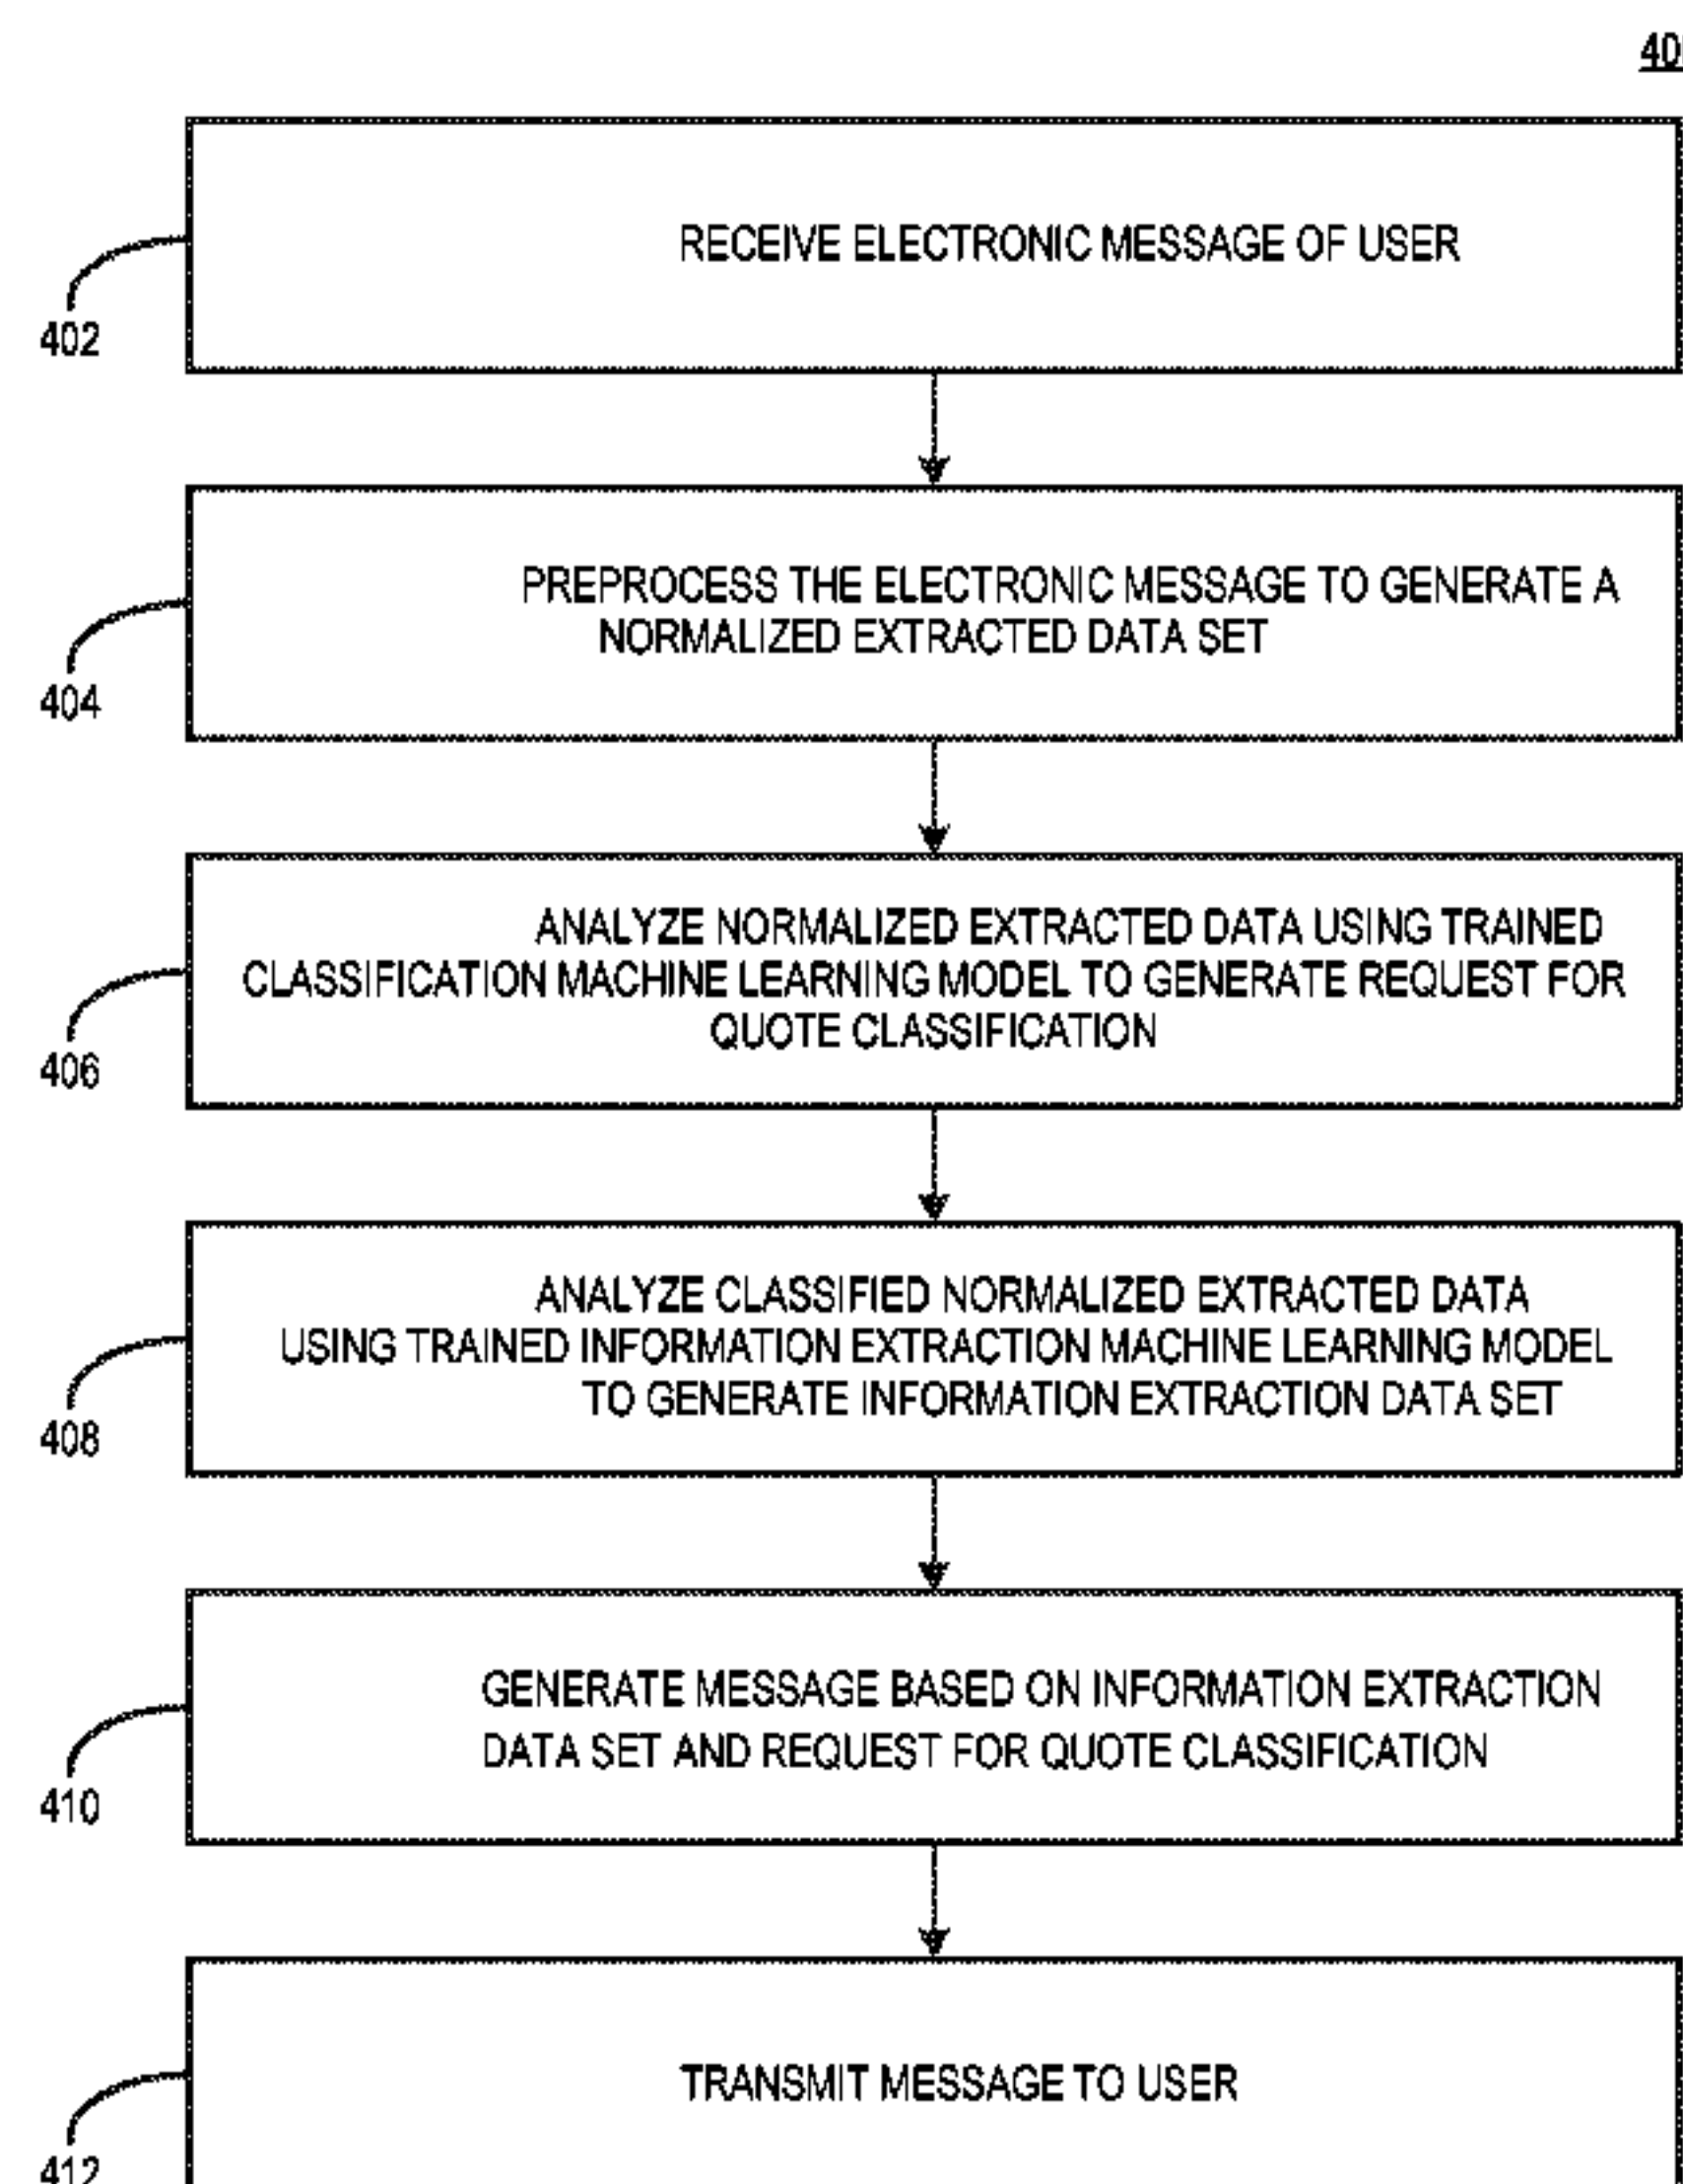 RECEIVE ELECTRONIC MESSAGE OF USER
402
PREPROCESS THE ELECTRONIC MESSAGE TO GENERATE A
NORMALIZED EXTRACTED DATA SET
404
ANALYZE NORMALIZED EXTRACTED DATA USING TRAINED
CLASSIFICATION MACHINE LEARNING MODEL TO GENERATE REQUEST FOR
QUOTE CLASSIFICATION
406
ANALYZE CLASSIFIED NORMALIZED EXTRACTED DATA
USING TRAINED INFORMATION EXTRACTION MACHINE LEARNING MODEL
TO GENERATE INFORMATION EXTRACTION DATA SET
408
GENERATE MESSAGE BASED ON INFORMATION EXTRACTION
DATA SET AND REQUEST FOR QUOTE CLASSIFICATION
410
TRANSMIT MESSAGE TO USER
412